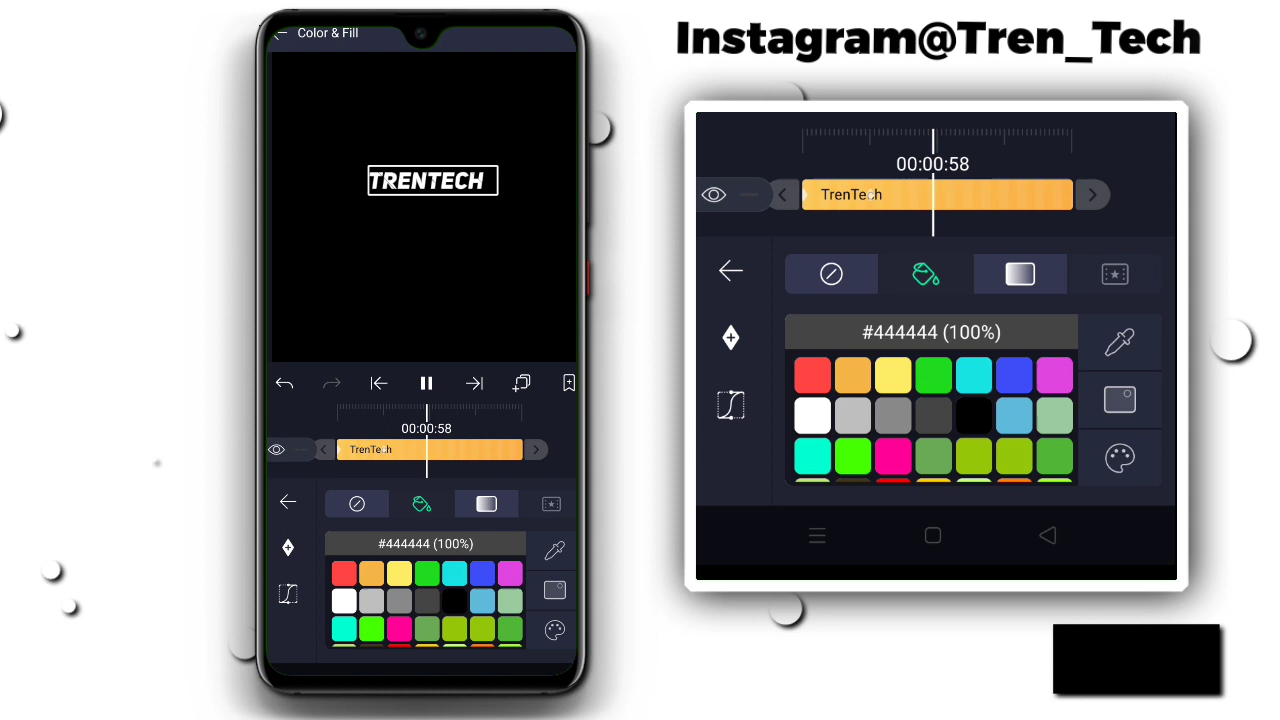 Instagram@Tren_Tech
Color & Fill
TRENTECH
00:00:58
TrenTech
#444444 (100%)
00:00:58
TrenTech
#444444 (100%)